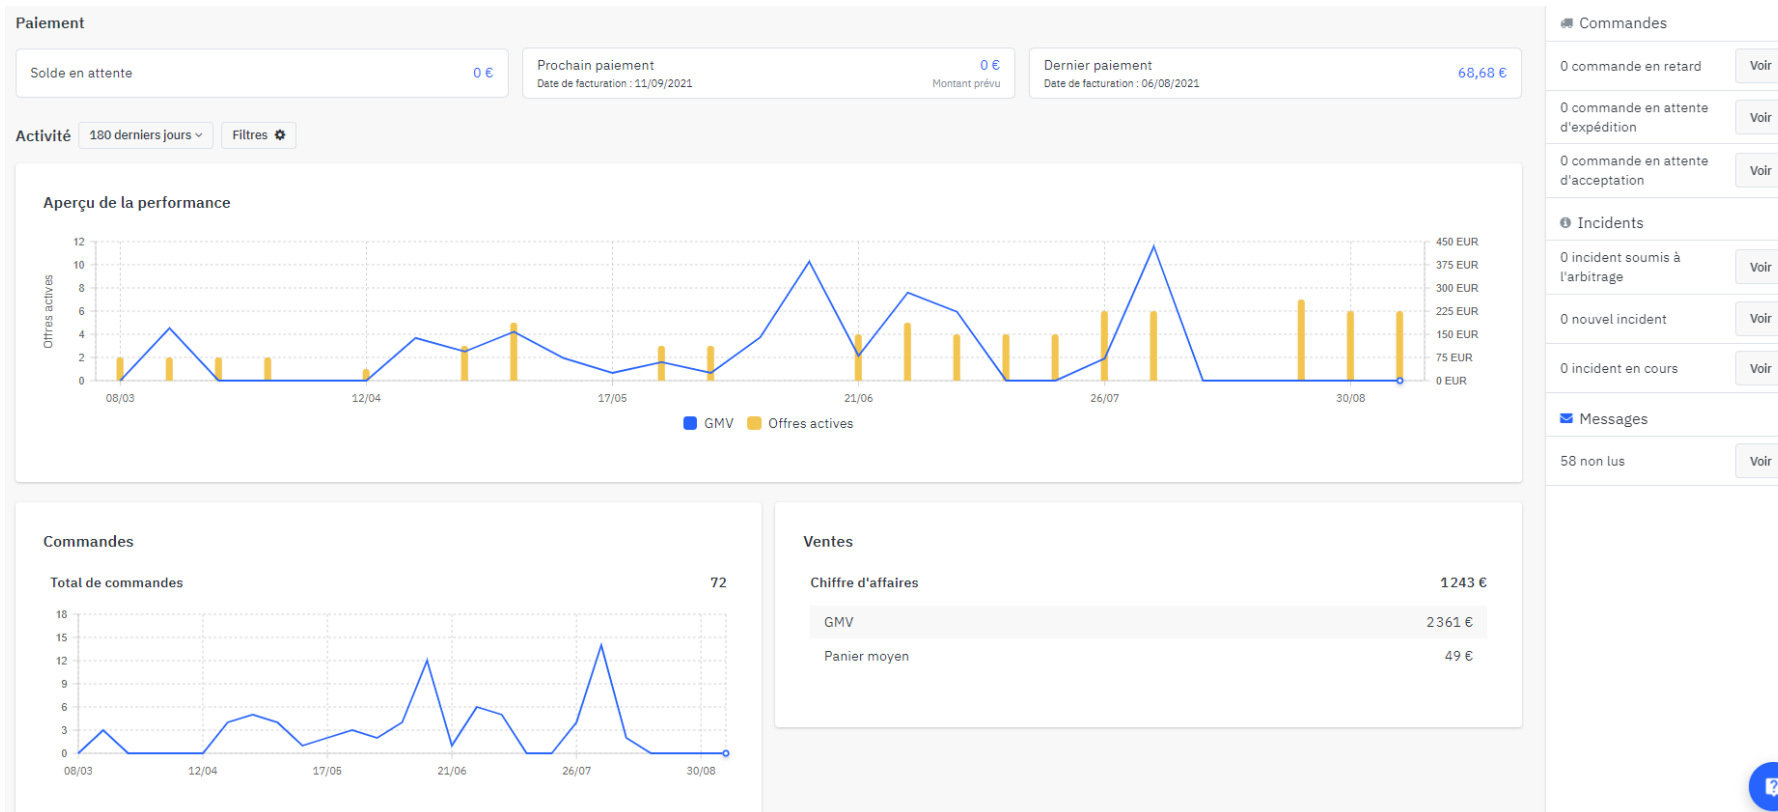 Paiement
Solde en attente
0 €
Prochain paiement
0 €
Date de facturation : 11/09/2021
Montant prévu
Dernier paiement
Date de facturation : 06/08/2021
68,68 €
Activité
180 derniers jours
Filtres
Aperçu de la performance
Offres actives
12
10
8
6
4
2
0
450 EUR
375 EUR
300 EUR
225 EUR
150 EUR
75 EUR
0 EUR
08/03
12/04
17/05
21/06
26/07
30/08
GMV
Offres actives
Commandes
Total de commandes
72
18
15
12
9
6
3
0
08/03
12/04
17/05
21/06
26/07
30/08
Ventes
Chiffre d'affaires
1243 €
GMV
2361 €
Panier moyen
49 €
Commandes
0 commande en retard
Voir
0 commande en attente
d'expédition
Voir
0 commande en attente
d'acceptation
Voir
Incidents
0 incident soumis à
l'arbitrage
Voir
0 nouvel incident
Voir
0 incident en cours
Voir
Messages
58 non lus
Voir